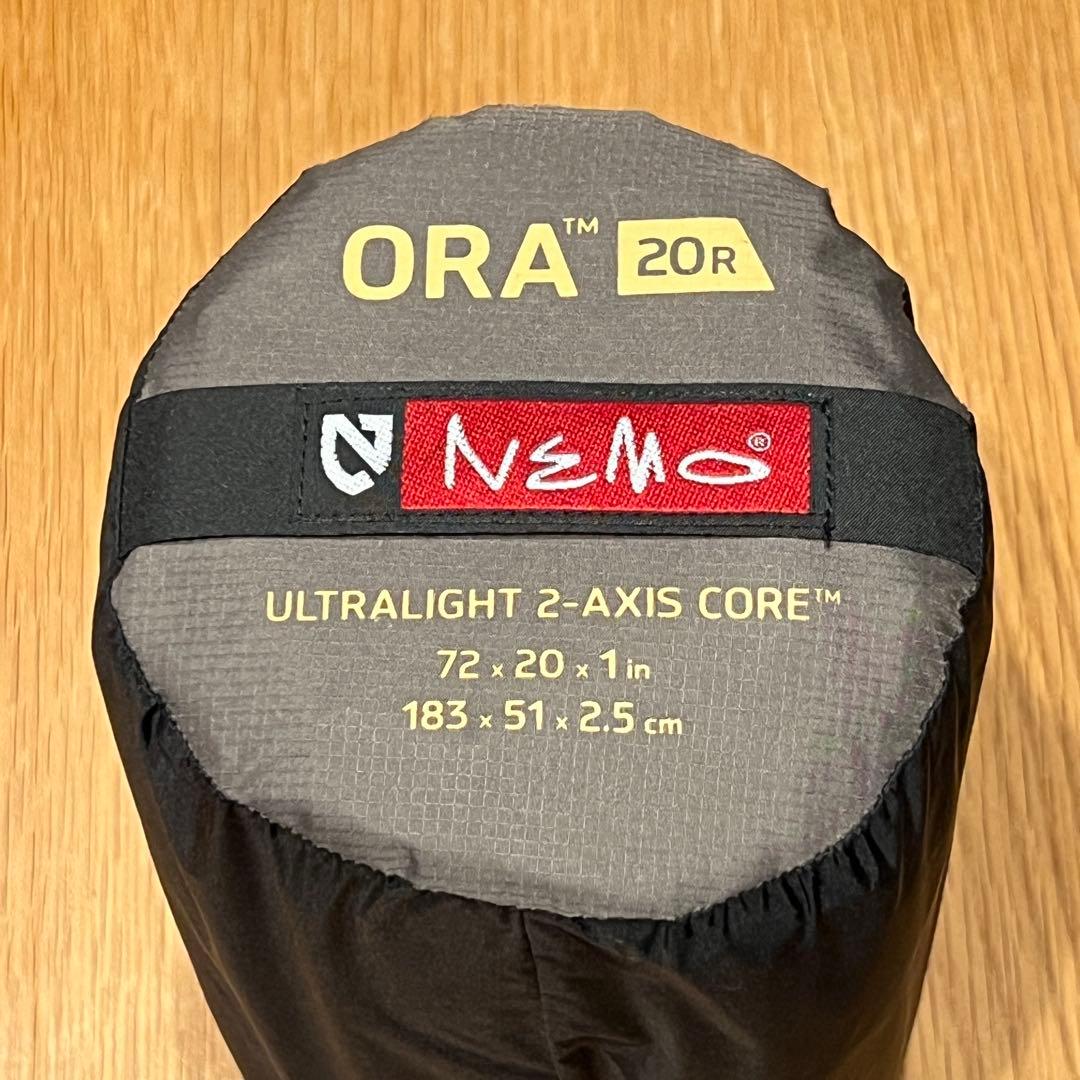 ORA™ 20R
NEMO®
ULTRALIGHT 2-AXIS CORE™
72 x 20 x 1 in
183 x 51 x 2.5 cm